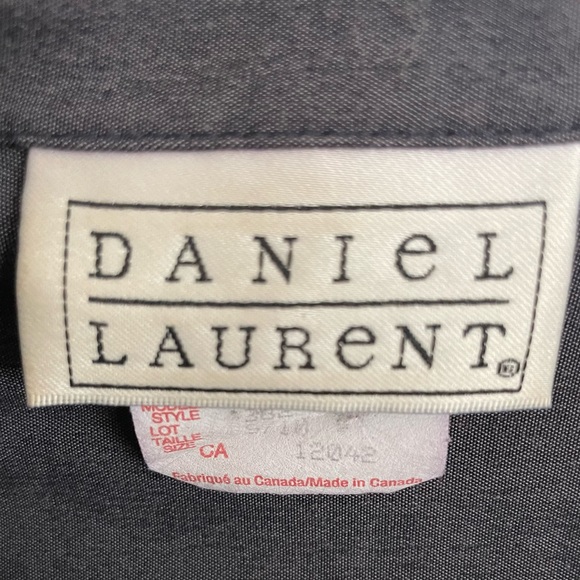 DANIeL
LAUReNT
STYLE
LOT
TAILLE
SIZE CA 12042
Fabriqué au Canada/Made in Canada